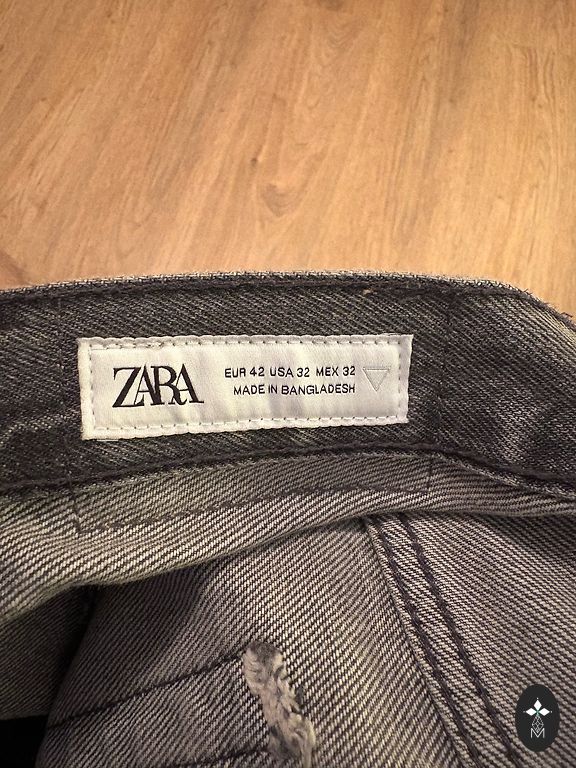 ZARA
EUR 42 USA 32 MEX 32
MADE IN BANGLADESH